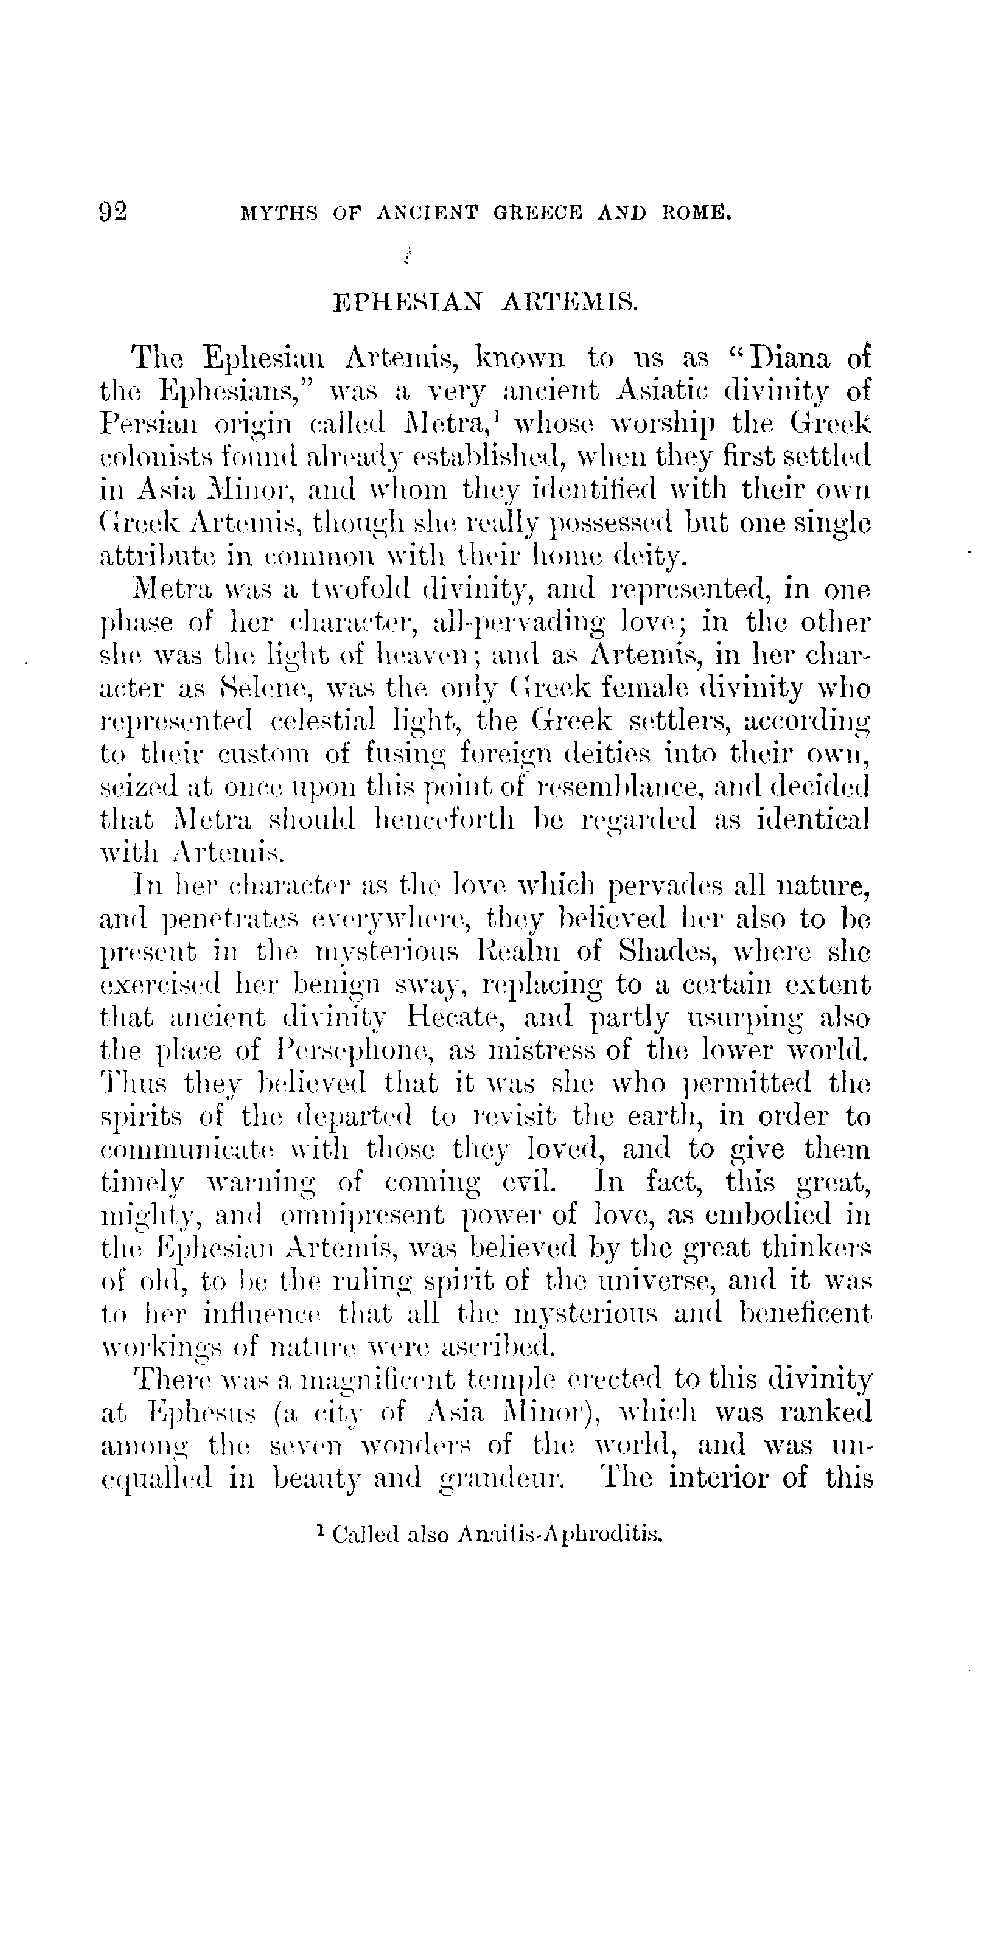 92 MYTHS OF ANCIENT GREECE AND ROME.
EPHESIAN ARTEMIS.
The Ephesian Artemis, known to us as “Diana of
the Ephesians,” was a very ancient Asiatic divinity of
Persian origin called Metra,¹ whose worship the Greek
colonists found already established, when they first settled
in Asia Minor, and whom they identified with their own
Greek Artemis, though she really possessed but one single
attribute in common with their home deity.
Metra was a twofold divinity, and represented, in one
phase of her character, all-pervading love; in the other
she was the light of heaven; and as Artemis, in her char-
acter as Selene, was the only Greek female divinity who
represented celestial light, the Greek settlers, according
to their custom of fusing foreign deities into their own,
seized at once upon this point of resemblance, and decided
that Metra should henceforth be regarded as identical
with Artemis.
In her character as the love which pervades all nature,
and penetrates everywhere, they believed her also to be
present in the mysterious Realm of Shades, where she
exercised her benign sway, replacing to a certain extent
that ancient divinity Hecate, and partly usurping also
the place of Persephone, as mistress of the lower world.
Thus they believed that it was she who permitted the
spirits of the departed to revisit the earth, in order to
communicate with those they loved, and to give them
timely warning of coming evil. In fact, this great,
mighty, and omnipresent power of love, as embodied in
the Ephesian Artemis, was believed by the great thinkers
of old, to be the ruling spirit of the universe, and it was
to her influence that all the mysterious and beneficent
workings of nature were ascribed.
There was a magnificent temple erected to this divinity
at Ephesus (a city of Asia Minor), which was ranked
among the seven wonders of the world, and was un-
equalled in beauty and grandeur. The interior of this
¹ Called also Anaitis-Aphroditis.